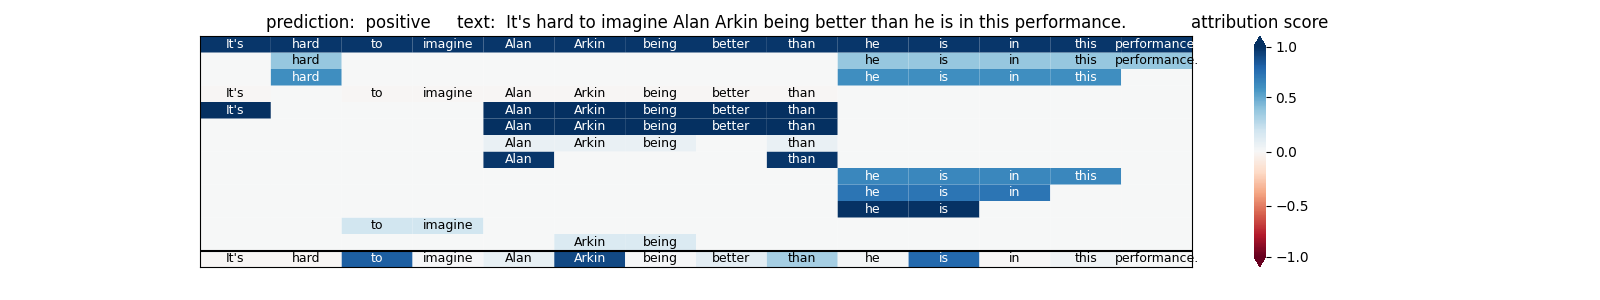 prediction:  positive     text:  It's hard to imagine Alan Arkin being better than he is in this performance.     attribution score
It's hard to imagine Alan Arkin being better than he is in this performance.
hard he is in this performance.
hard he is in this
It's to imagine Alan Arkin being better than
It's Alan Arkin being better than
Alan Arkin being better than
Alan Arkin being than
Alan than
he is in this
he is in
he is
to imagine
Arkin being
It's hard to imagine Alan Arkin being better than he is in this performance.
1.0
0.5
0.0
−0.5
−1.0